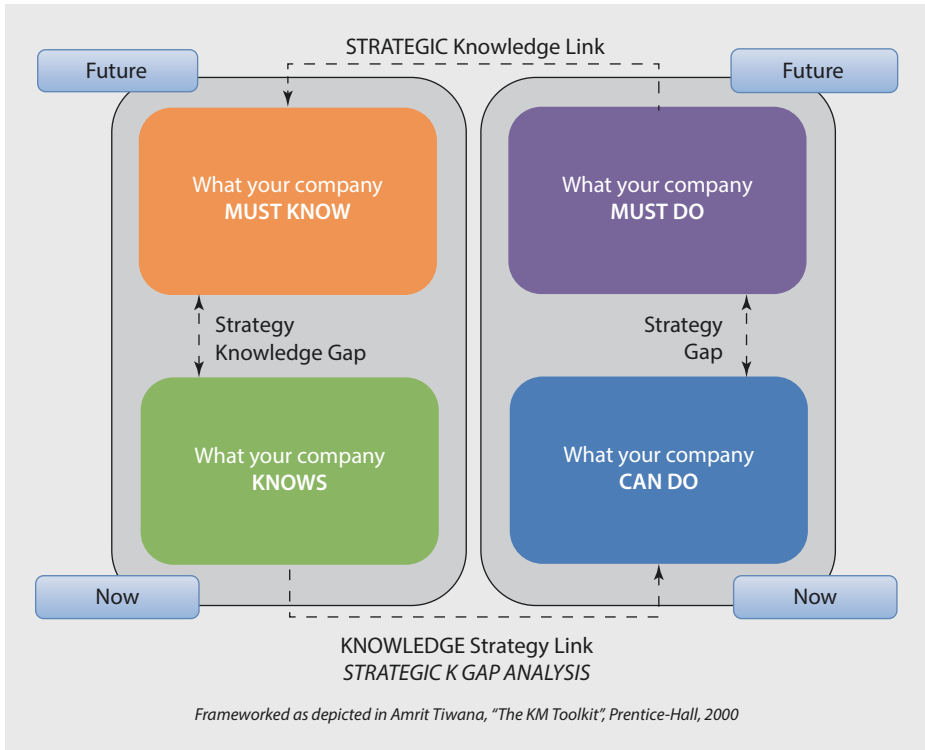 STRATEGIC Knowledge Link
Future
Future
What your company
MUST KNOW
What your company
MUST DO
Strategy
Knowledge Gap
Strategy
Gap
What your company
KNOWS
What your company
CAN DO
Now
Now
KNOWLEDGE Strategy Link
STRATEGIC K GAP ANALYSIS
Frameworked as depicted in Amrit Tiwana, “The KM Toolkit”, Prentice-Hall, 2000